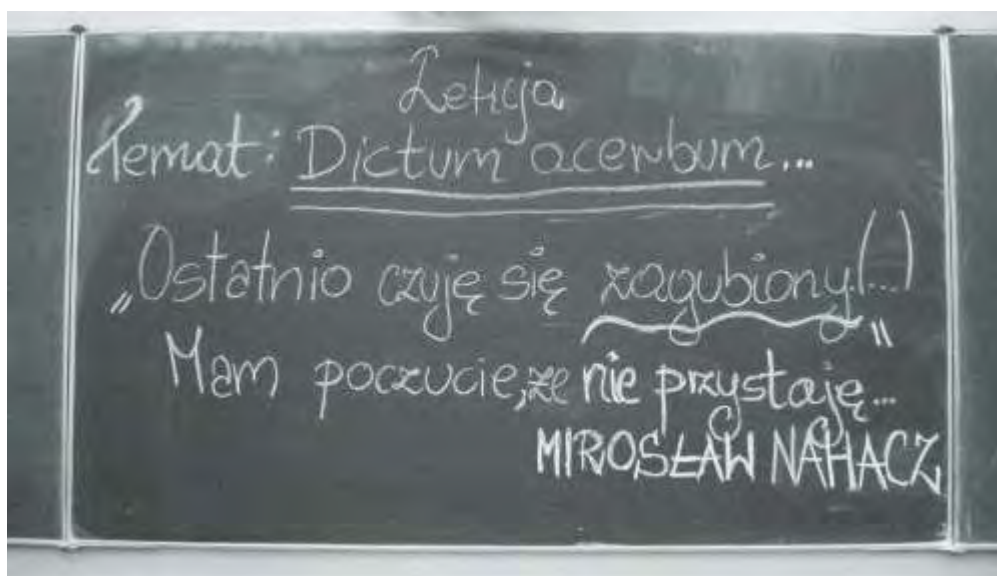 Lekcja
Temat: Dictum acerbum...
„Ostatnio czuję się zagubiony.(...)
Mam poczucie, że nie przystaję..."
MIROSŁAW NAHACZ